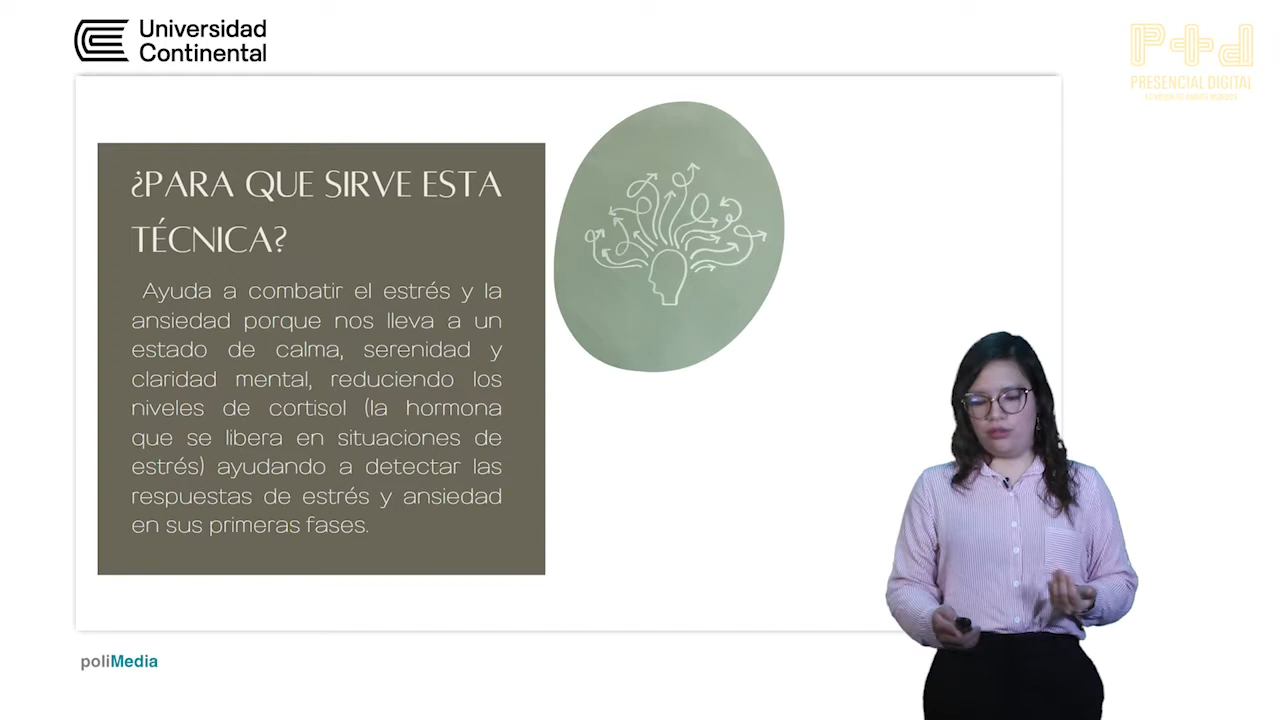 Universidad
Continental
P+d
PRESENCIAL DIGITAL
¿PARA QUE SIRVE ESTA
TÉCNICA?
Ayuda a combatir el estrés y la
ansiedad porque nos lleva a un
estado de calma, serenidad y
claridad mental, reduciendo los
niveles de cortisol (la hormona
que se libera en situaciones de
estrés) ayudando a detectar las
respuestas de estrés y ansiedad
en sus primeras fases.
poliMedia